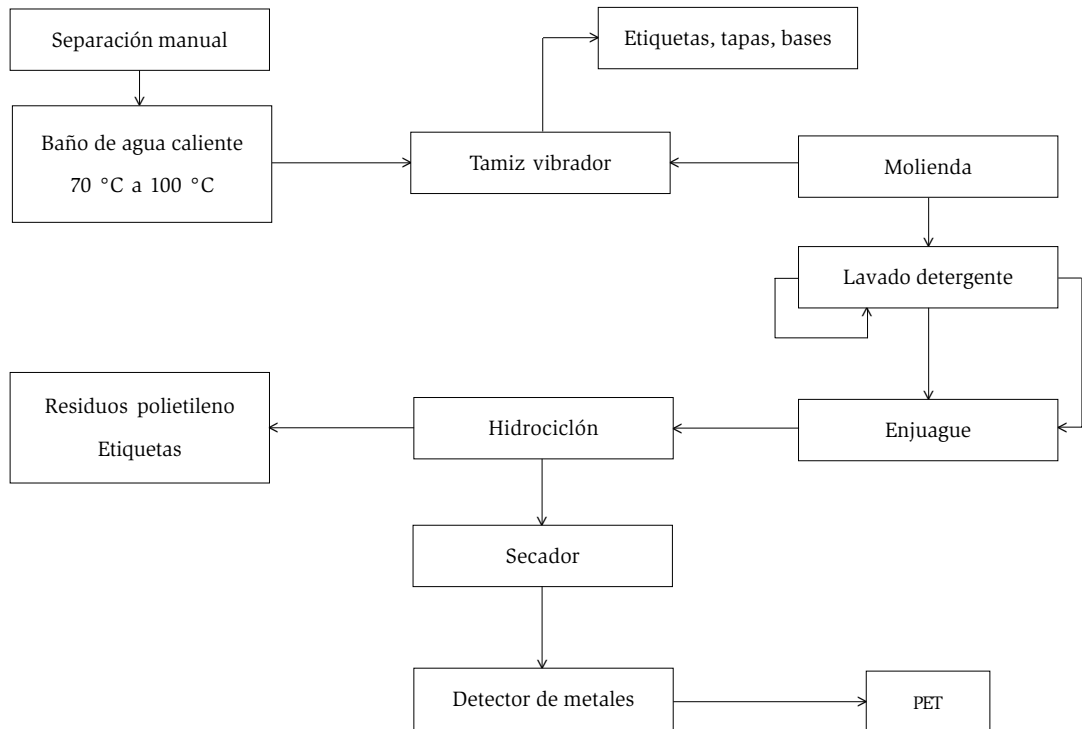 Separación manual
Etiquetas, tapas, bases
Baño de agua caliente
70 °C a 100 °C
Tamiz vibrador
Molienda
Lavado detergente
Residuos polietileno
Etiquetas
Hidrociclón
Enjuague
Secador
Detector de metales
PET